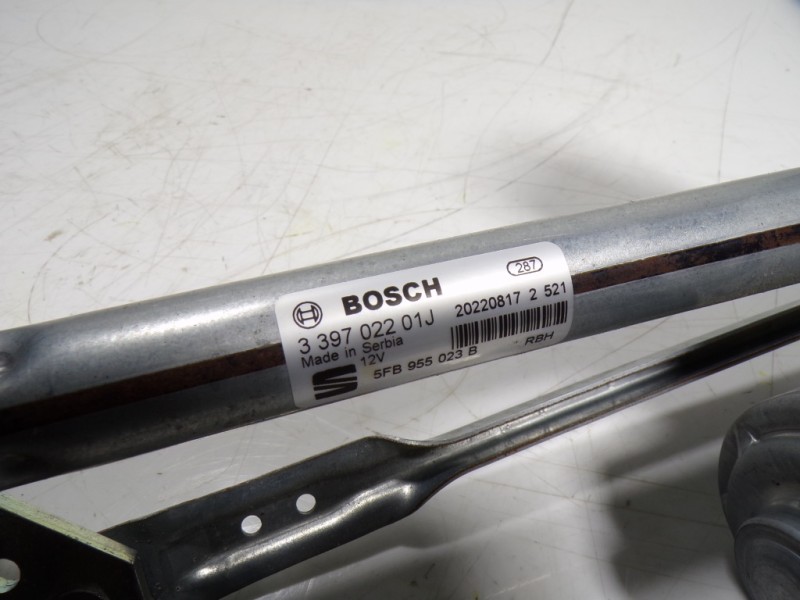 287
BOSCH
20220817 2 521
3 397 022 01J
Made in Serbia
RBH
12V
5FB 955 023 B